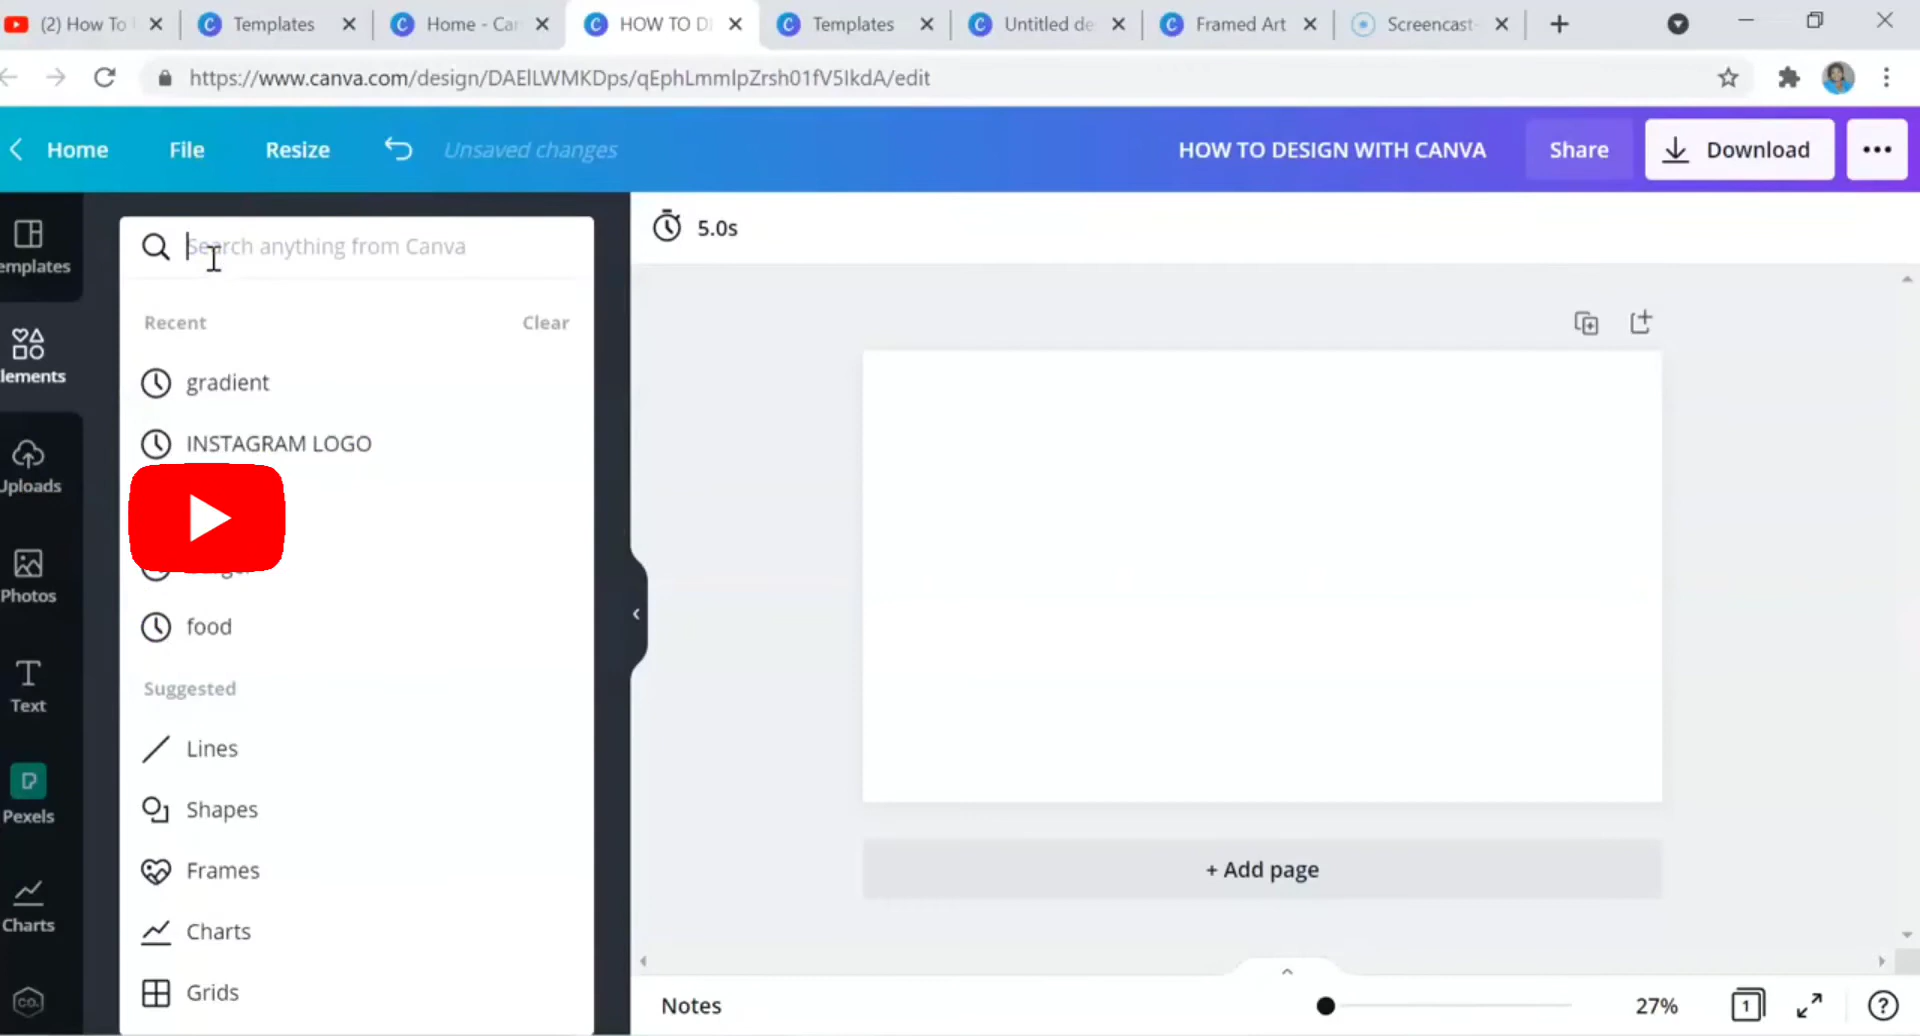 (2) How To
Templates
Home - Can
HOW TO D
Templates
Untitled de
Framed Art
Screencast-
https://www.canva.com/design/DAElLWMKDps/qEphLmmlpZrsh01fV5IkdA/edit
Home
File
Resize
Unsaved changes
HOW TO DESIGN WITH CANVA
Share
Download
emplates
lements
Uploads
Photos
Text
Pexels
Charts
co.
Search anything from Canva
Recent
Clear
gradient
INSTAGRAM LOGO
food
Suggested
Lines
Shapes
Frames
Charts
Grids
5.0s
+ Add page
Notes
27%
1